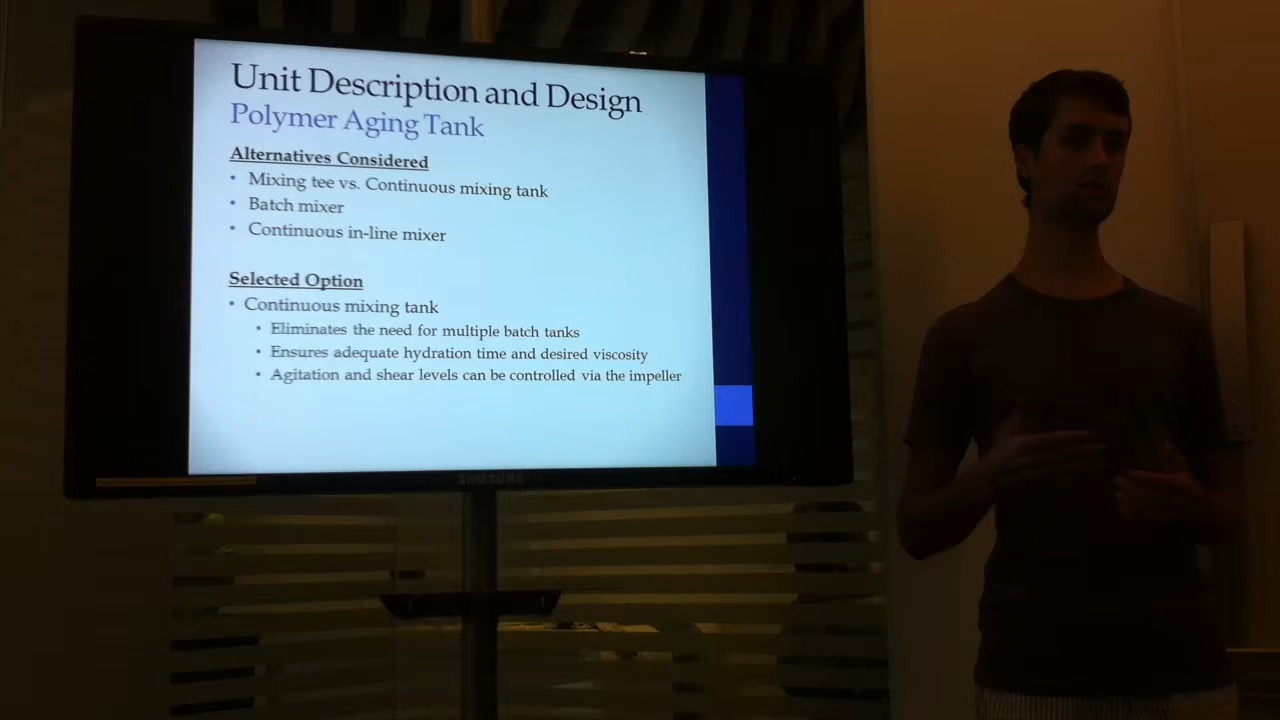 Unit Description and Design
Polymer Aging Tank
Alternatives Considered
• Mixing tee vs. Continuous mixing tank
• Batch mixer
• Continuous in-line mixer
Selected Option
• Continuous mixing tank
• Eliminates the need for multiple batch tanks
• Ensures adequate hydration time and desired viscosity
• Agitation and shear levels can be controlled via the impeller
SAMSUNG